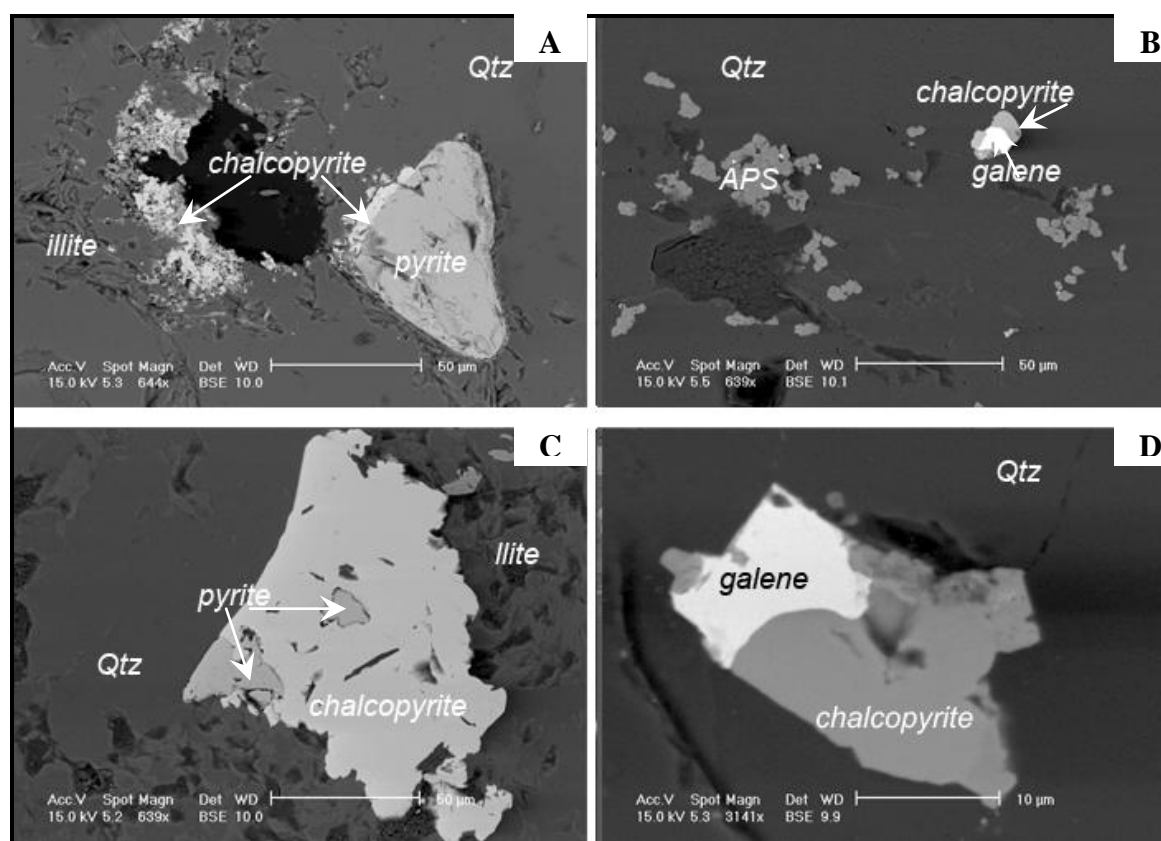 A
Qtz
chalcopyrite
illite
pyrite
Acc.V Spot Magn Det WD
15.0 kV 5.3 644x BSE 10.0
50 µm
B
Qtz
chalcopyrite
APS
galene
Acc.V Spot Magn Det WD
15.0 kV 5.5 639x BSE 10.1
50 µm
C
llite
pyrite
Qtz
chalcopyrite
Acc.V Spot Magn Det WD
15.0 kV 5.2 639x BSE 10.0
50 µm
D
Qtz
galene
chalcopyrite
Acc.V Spot Magn Det WD
15.0 kV 5.3 3141x BSE 9.9
10 µm